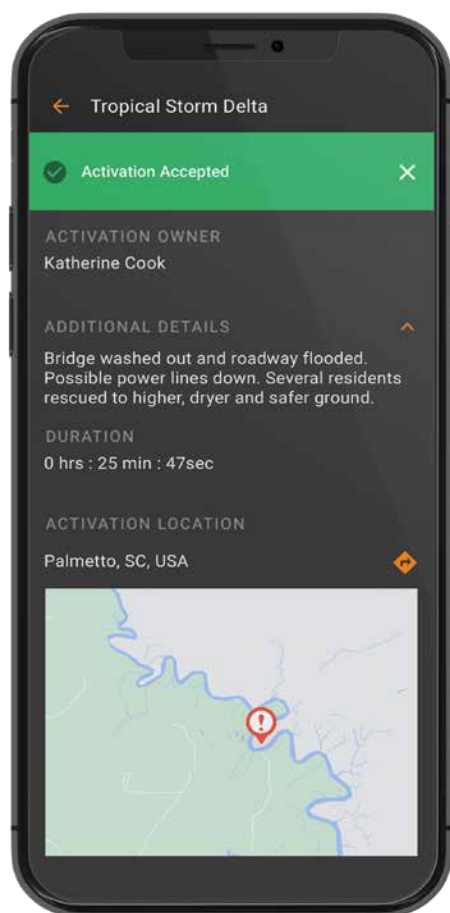 Tropical Storm Delta
Activation Accepted
ACTIVATION OWNER
Katherine Cook
ADDITIONAL DETAILS
Bridge washed out and roadway flooded.
Possible power lines down. Several residents
rescued to higher, dryer and safer ground.
DURATION
0 hrs : 25 min : 47sec
ACTIVATION LOCATION
Palmetto, SC, USA